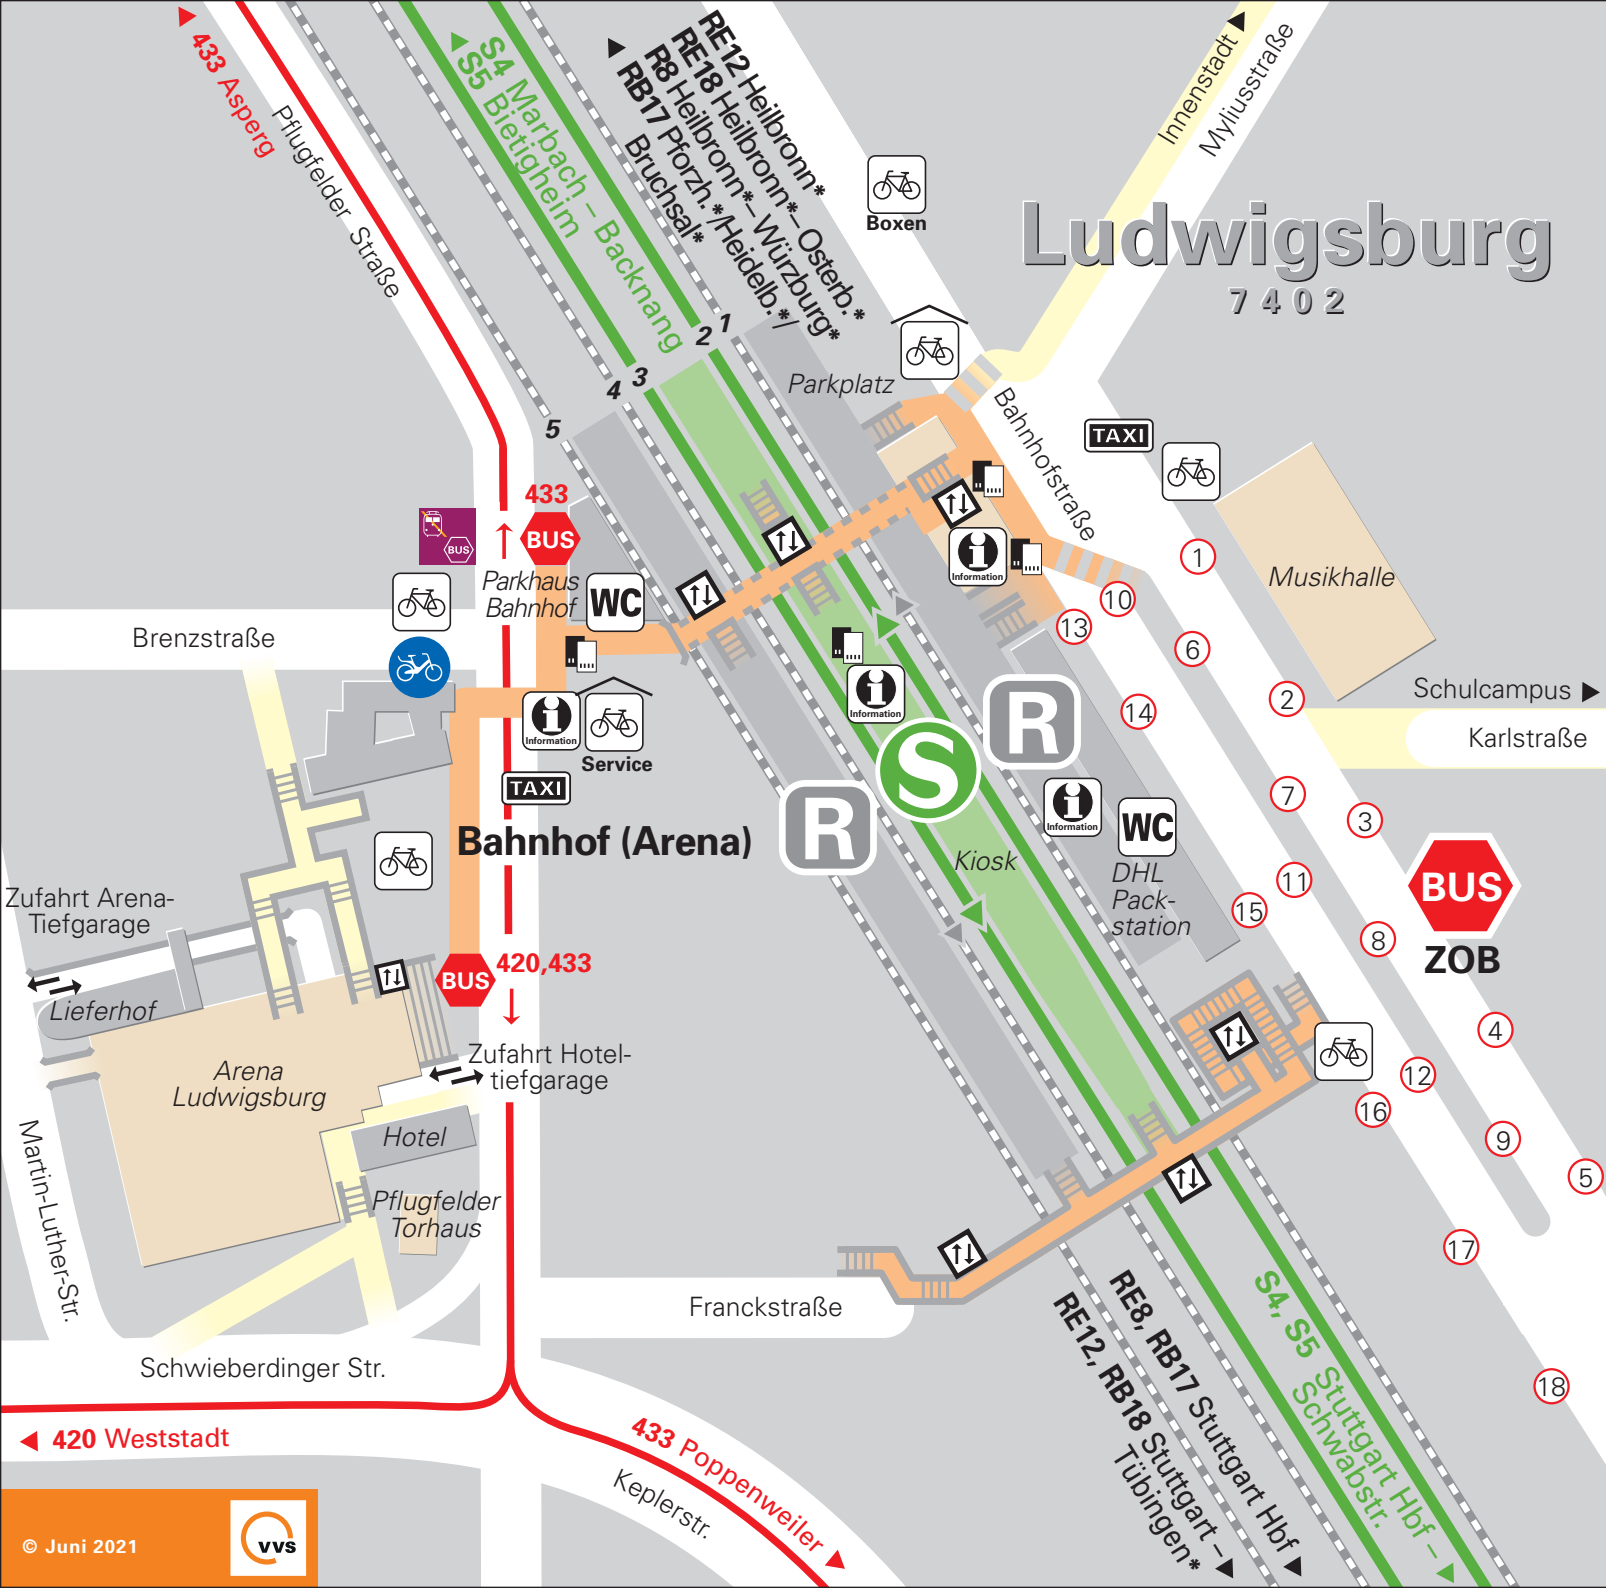 433 Asperg
Pflugfelder Straße
S4 Marbach – Backnang
S5 Bietigheim
RE12 Heilbronn*
RE18 Heilbronn*– Osterb.*
R8 Heilbronn*– Würzburg*
RB17 Pforzh.*/Heidelb.*/
Bruchsal*
Innenstadt
Myliusstraße
Boxen
Ludwigsburg
7402
1
2
3
4
5
Parkplatz
Bahnhofstraße
TAXI
Musikhalle
433
BUS
BUS
Parkhaus
Bahnhof
WC
Information
Information
Brenzstraße
Information
Service
TAXI
Bahnhof (Arena)
R
S
R
Information
WC
Kiosk
DHL
Pack-
station
1
10
13
6
2
14
7
3
11
15
8
4
12
16
9
5
17
18
Schulcampus
Karlstraße
BUS
ZOB
Zufahrt Arena-
Tiefgarage
Lieferhof
BUS
420,433
Zufahrt Hotel-
tiefgarage
Arena
Ludwigsburg
Hotel
Pflugfelder
Torhaus
Martin-Luther-Str.
Franckstraße
Schwieberdinger Str.
420 Weststadt
433 Poppenweiler
Keplerstr.
RE12, RB18 Stuttgart –
Tübingen*
RE8, RB17 Stuttgart Hbf
S4, S5 Stuttgart Hbf –
Schwabstr.
© Juni 2021
vvs